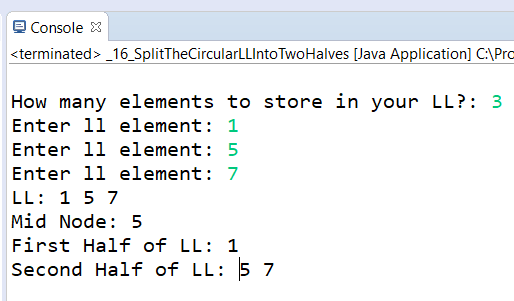 Console
<terminated> _16_SplitTheCircularLLIntoTwoHalves [Java Application] C:\Pro
How many elements to store in your LL?: 3
Enter ll element: 1
Enter ll element: 5
Enter ll element: 7
LL: 1 5 7
Mid Node: 5
First Half of LL: 1
Second Half of LL: 5 7